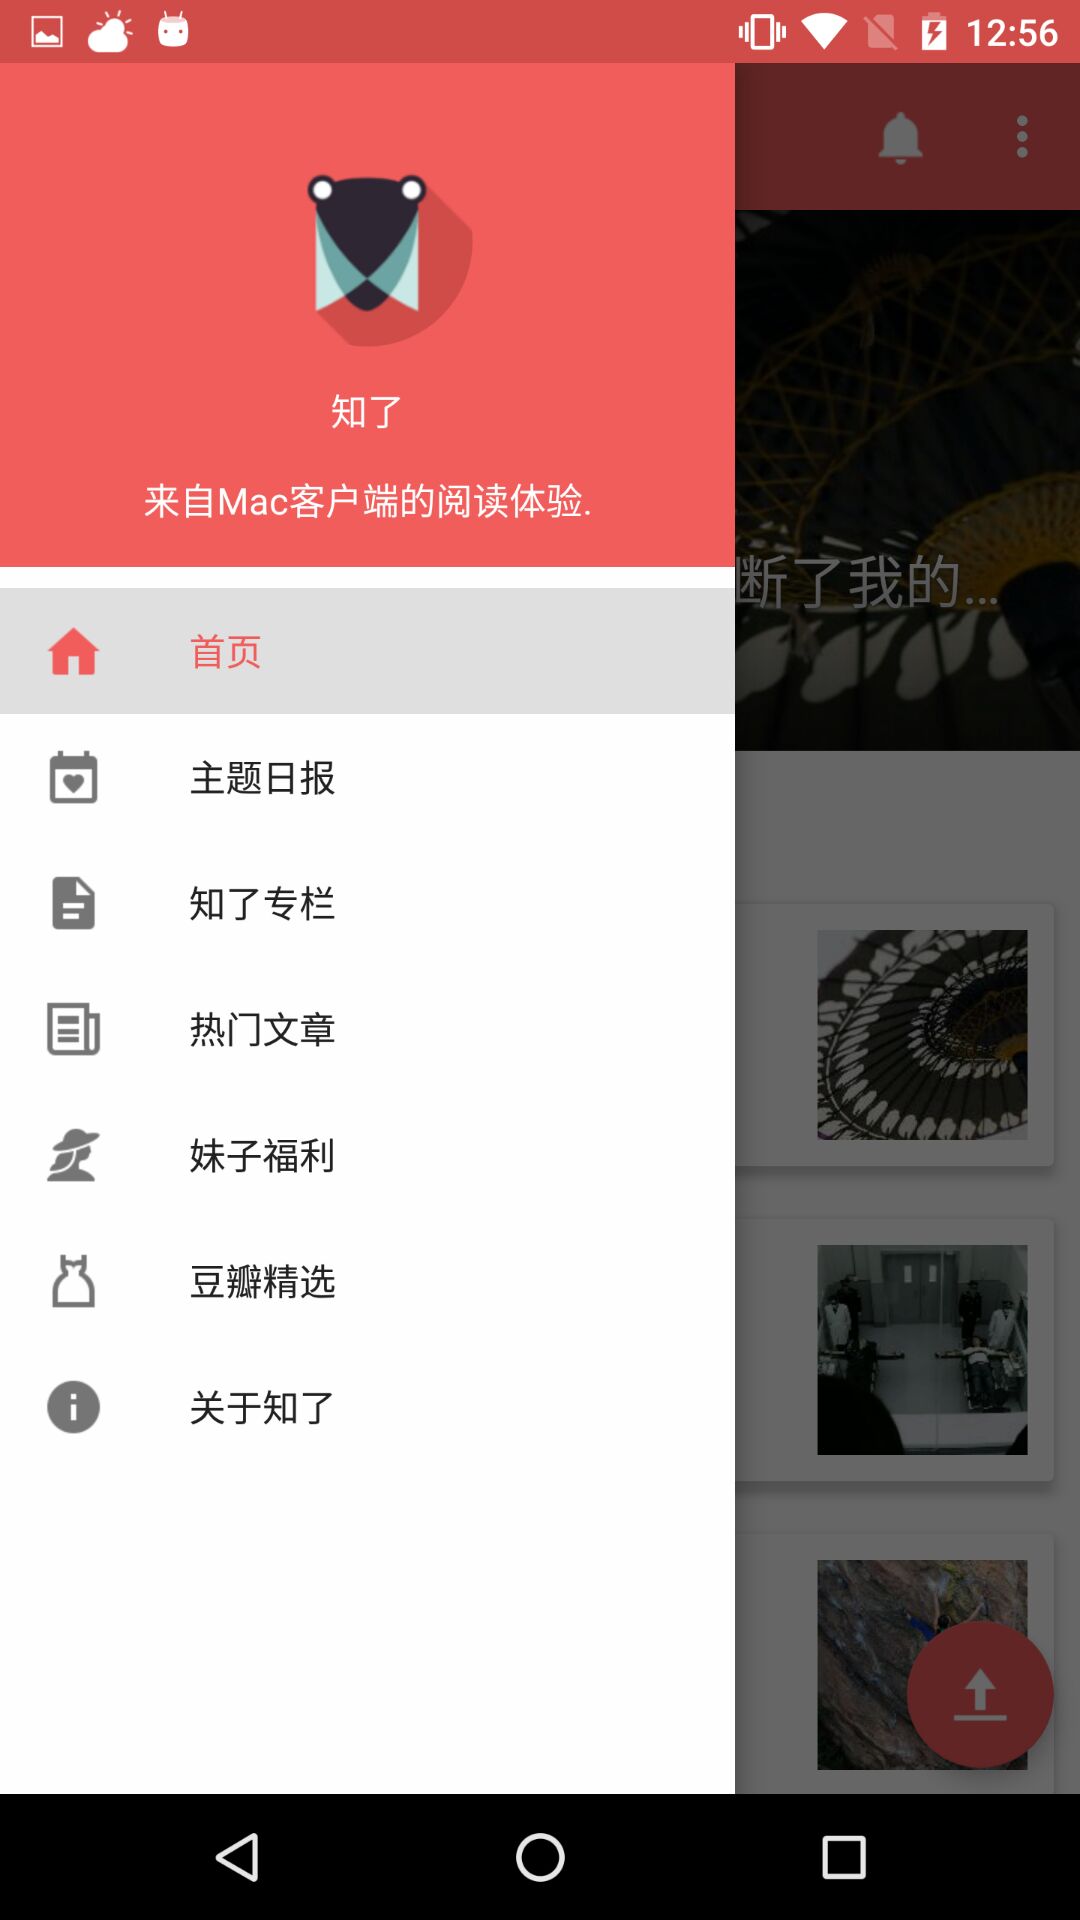 12:56
知了
来自Mac客户端的阅读体验.
断了我的...
首页
主题日报
知了专栏
热门文章
妹子福利
豆瓣精选
关于知了